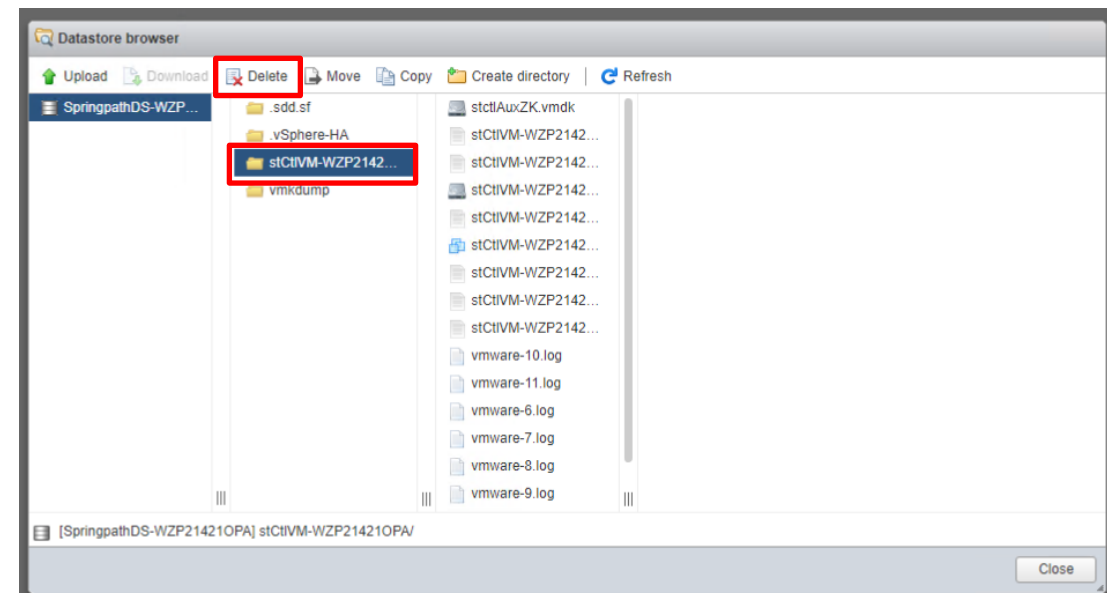 Datastore browser
Upload Download Delete Move Copy Create directory Refresh
SpringpathDS-WZP...
.sdd.sf
.vSphere-HA
stCtlVM-WZP2142...
vmkdump
stctlAuxZK.vmdk
stCtlVM-WZP2142...
stCtlVM-WZP2142...
stCtlVM-WZP2142...
stCtlVM-WZP2142...
stCtlVM-WZP2142...
stCtlVM-WZP2142...
stCtlVM-WZP2142...
stCtlVM-WZP2142...
vmware-10.log
vmware-11.log
vmware-6.log
vmware-7.log
vmware-8.log
vmware-9.log
[SpringpathDS-WZP21421OPA] stCtlVM-WZP21421OPA/
Close